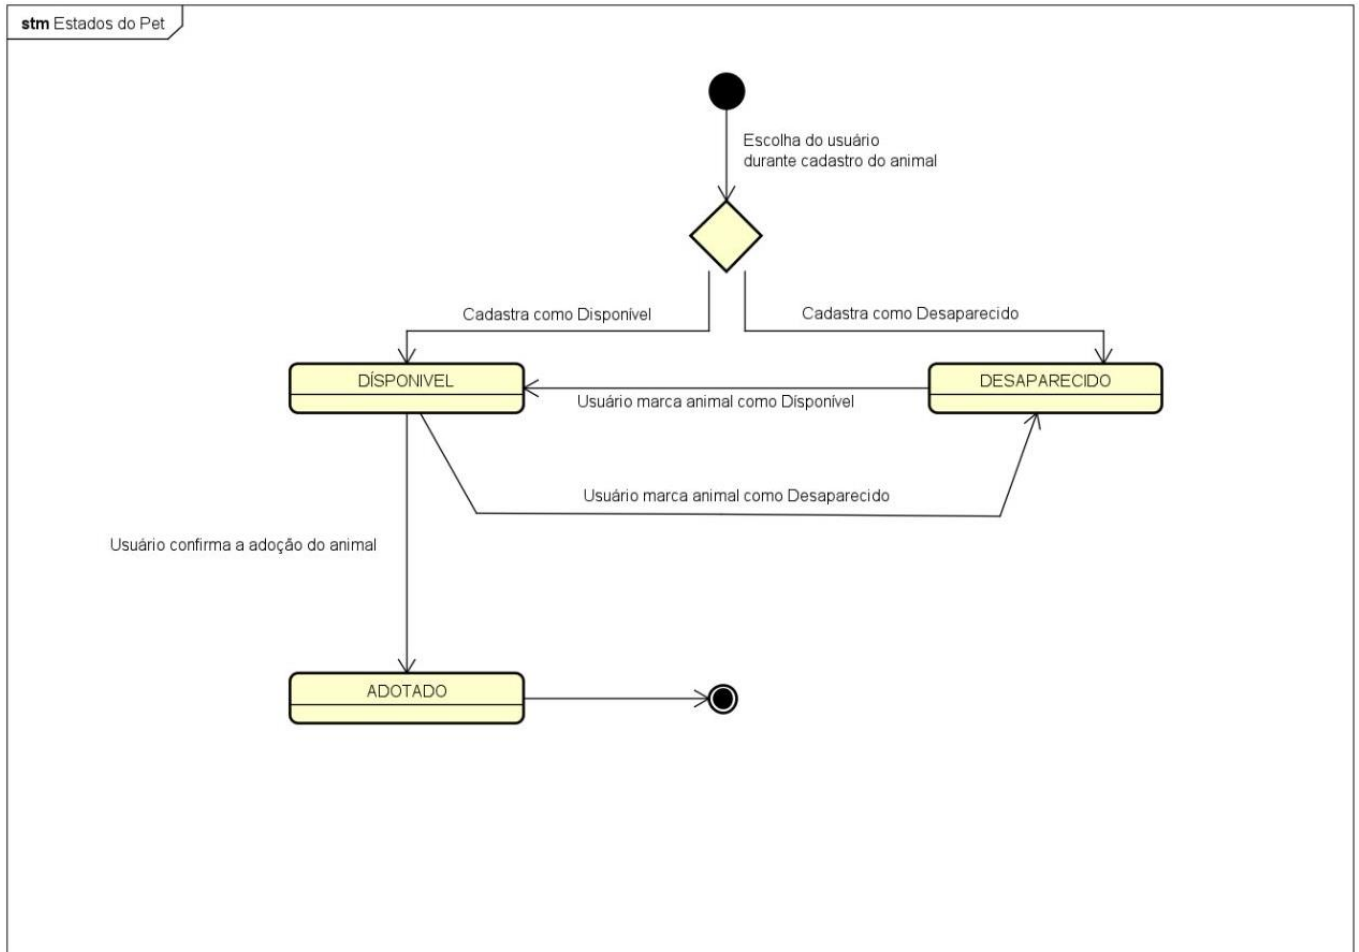 stm Estados do Pet
Escolha do usuário
durante cadastro do animal
Cadastra como Disponível
Cadastra como Desaparecido
DÍSPONIVEL
DESAPARECIDO
Usuário marca animal como Dísponível
Usuário marca animal como Desaparecido
Usuário confirma a adoção do animal
ADOTADO